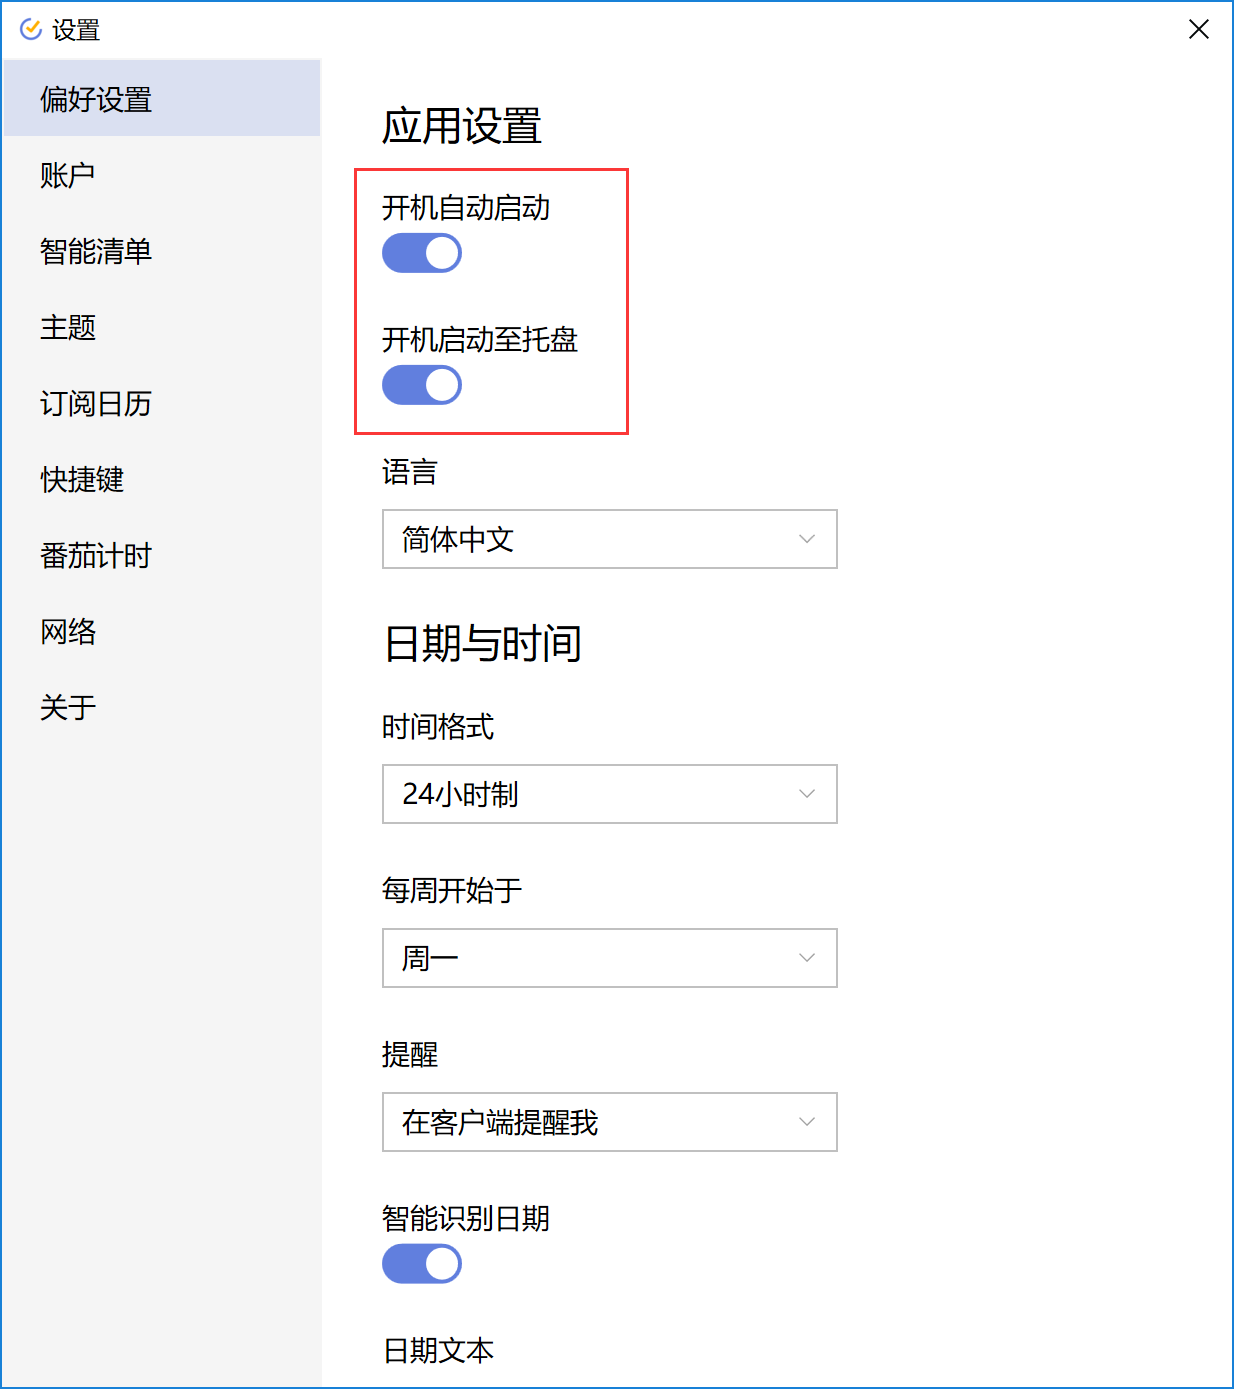 设置
偏好设置
账户
智能清单
主题
订阅日历
快捷键
番茄计时
网络
关于
应用设置
开机自动启动
开机启动至托盘
语言
简体中文
日期与时间
时间格式
24小时制
每周开始于
周一
提醒
在客户端提醒我
智能识别日期
日期文本